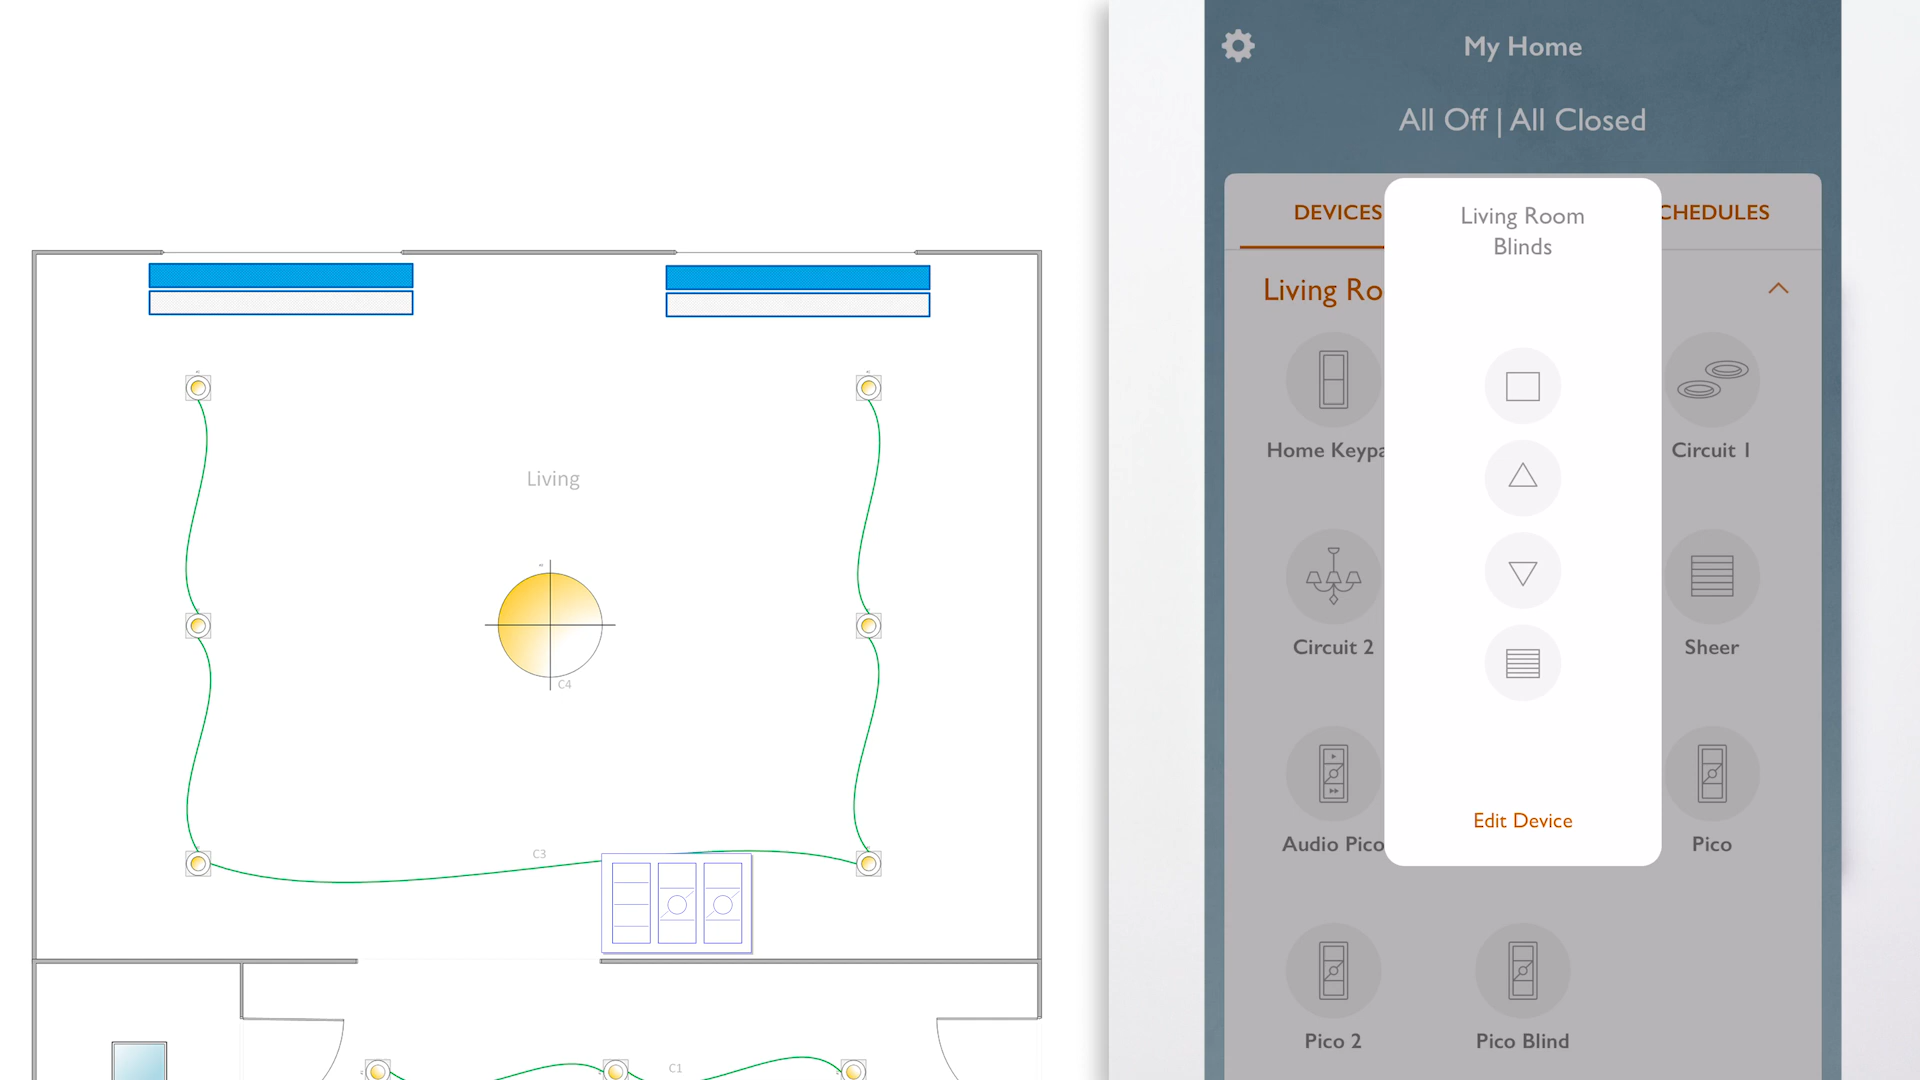 Living
C4
C3
C1
My Home
All Off | All Closed
DEVICES
CHEDULES
Living Ro
Home Keypa
Circuit 1
Circuit 2
Sheer
Audio Pico
Pico
Pico 2
Pico Blind
Living Room
Blinds
Edit Device